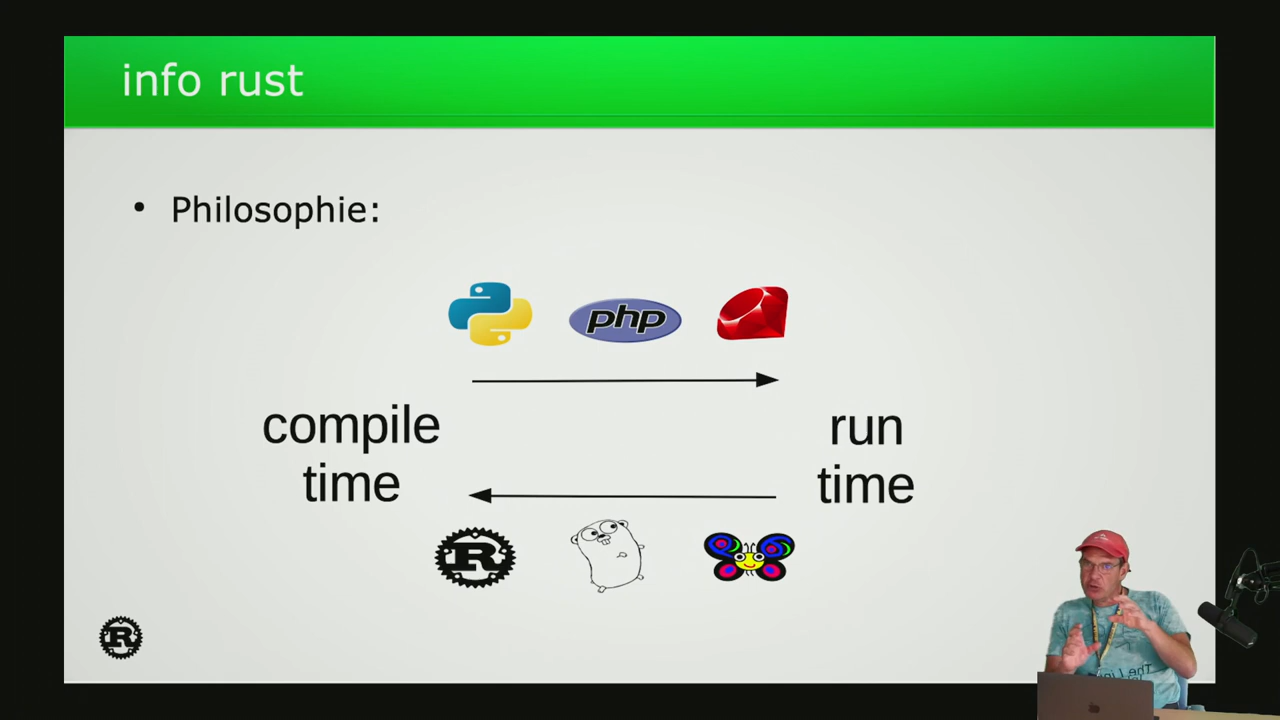 info rust
Philosophie:
php
compile
time
run
time
R
R